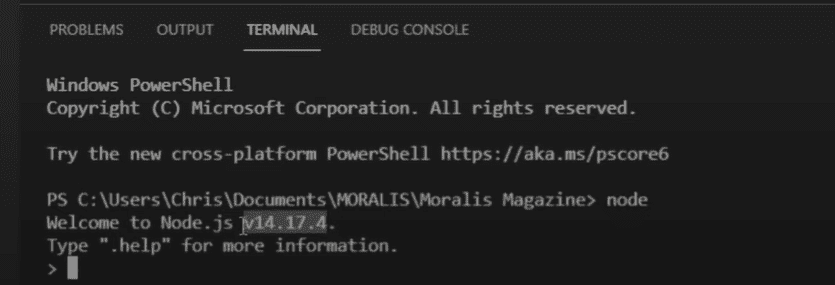 PROBLEMS OUTPUT TERMINAL DEBUG CONSOLE
Windows PowerShell
Copyright (C) Microsoft Corporation. All rights reserved.
Try the new cross-platform PowerShell https://aka.ms/pscore6
PS C:\Users\Chris\Documents\MORALIS\Moralis Magazine> node
Welcome to Node.js v14.17.4.
Type ".help" for more information.
>